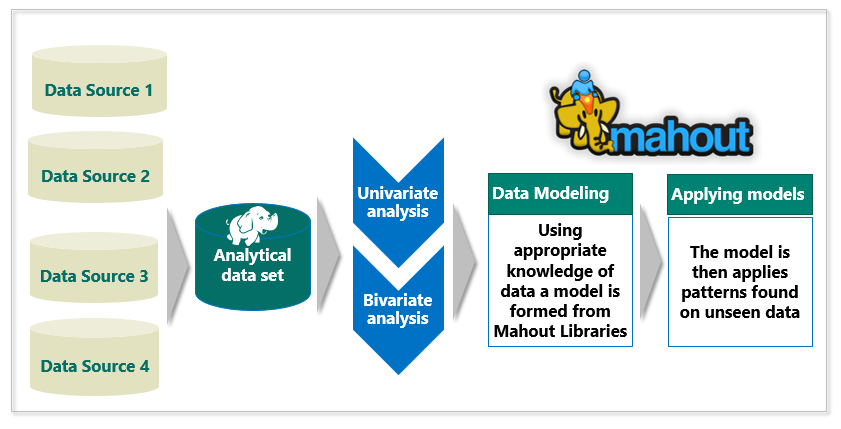 Data Source 1
Data Source 2
Data Source 3
Data Source 4
Analytical
data set
Univariate
analysis
Bivariate
analysis
mahout
Data Modeling
Using
appropriate
knowledge of
data a model is
formed from
Mahout Libraries
Applying models
The model is
then applies
patterns found
on unseen data